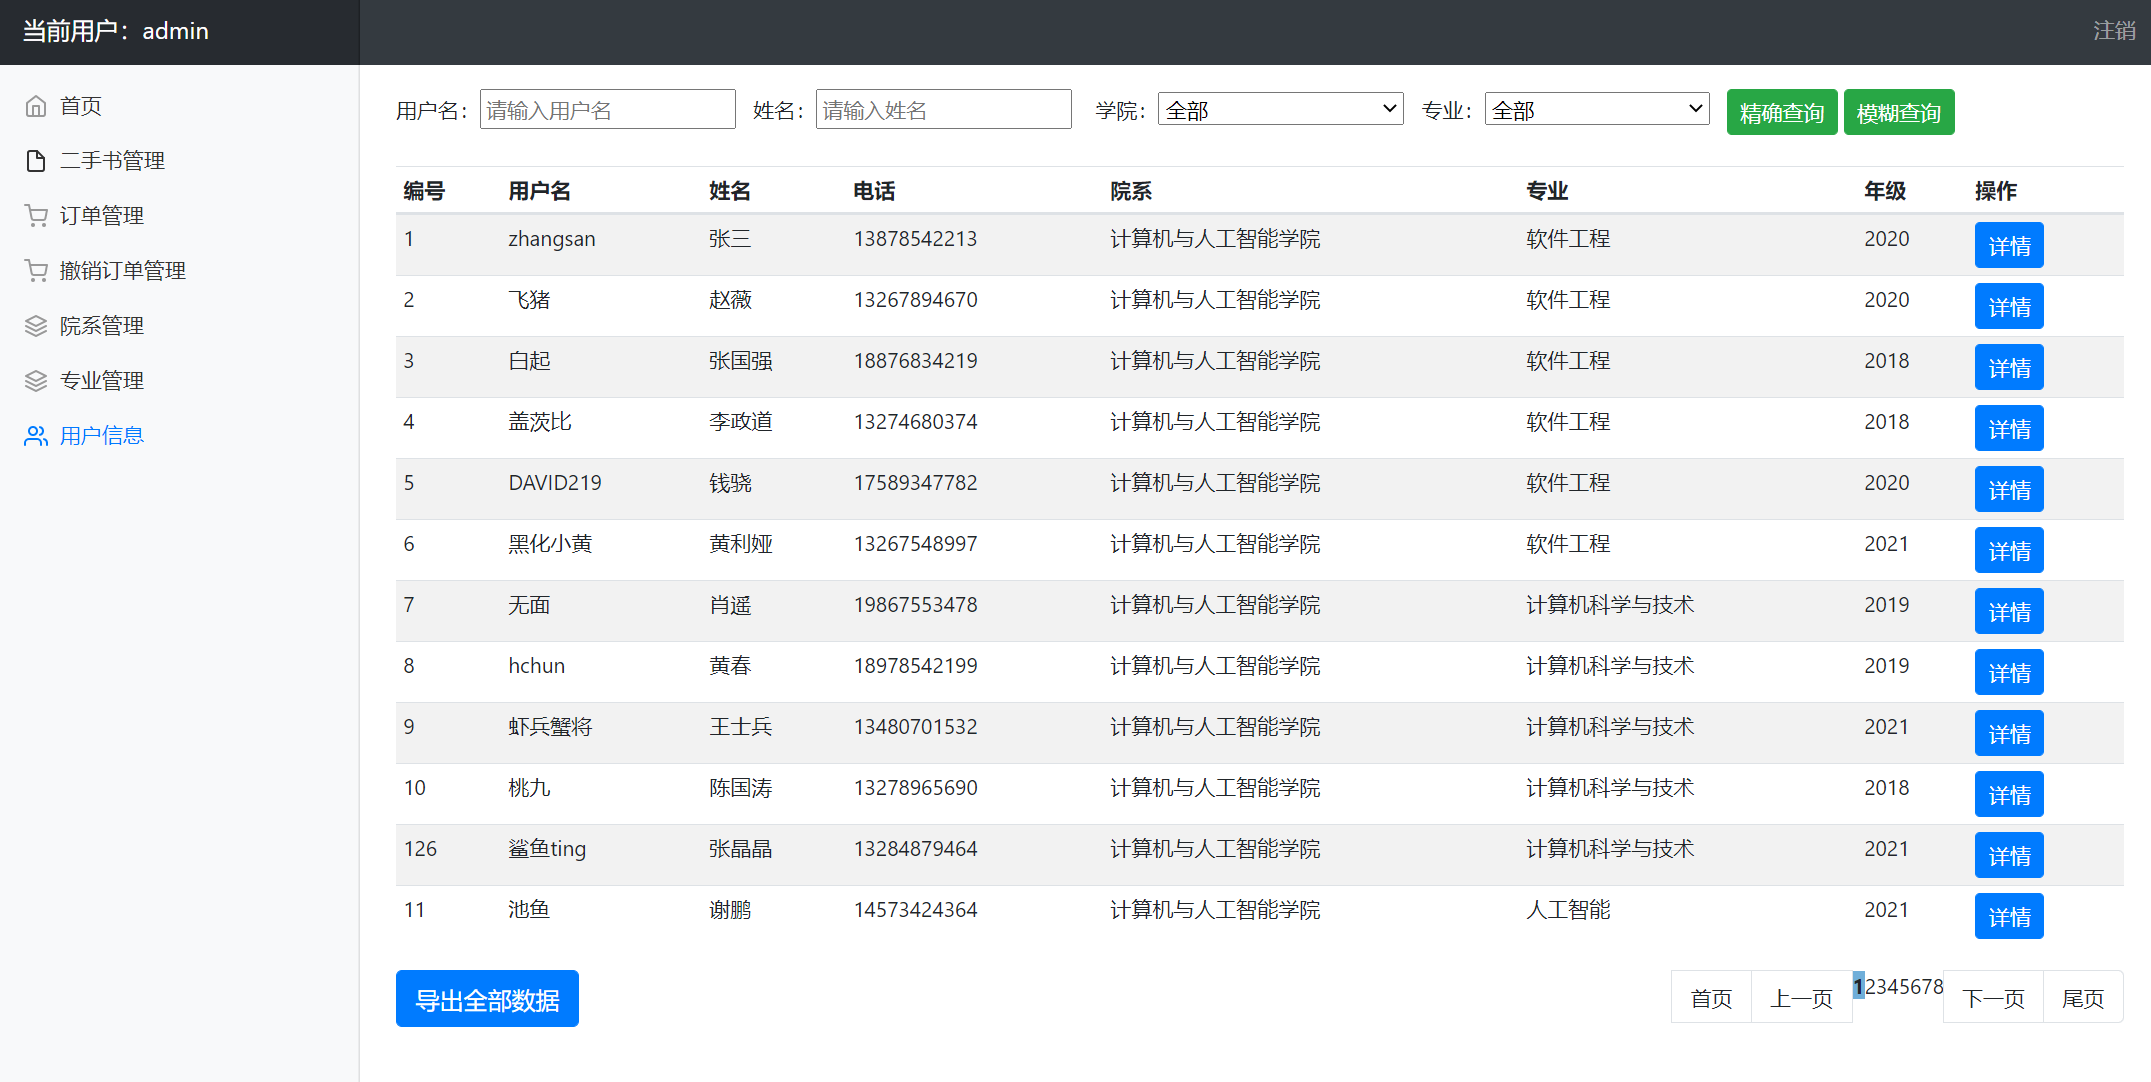 当前用户：admin
注销
首页
二手书管理
订单管理
撤销订单管理
院系管理
专业管理
用户信息
用户名： 请输入用户名 姓名： 请输入姓名 学院： 全部 专业： 全部 精确查询 模糊查询
编号 用户名 姓名 电话 院系 专业 年级 操作
1 zhangsan 张三 13878542213 计算机与人工智能学院 软件工程 2020 详情
2 飞猪 赵薇 13267894670 计算机与人工智能学院 软件工程 2020 详情
3 白起 张国强 18876834219 计算机与人工智能学院 软件工程 2018 详情
4 盖茨比 李政道 13274680374 计算机与人工智能学院 软件工程 2018 详情
5 DAVID219 钱骁 17589347782 计算机与人工智能学院 软件工程 2020 详情
6 黑化小黄 黄利娅 13267548997 计算机与人工智能学院 软件工程 2021 详情
7 无面 肖遥 19867553478 计算机与人工智能学院 计算机科学与技术 2019 详情
8 hchun 黄春 18978542199 计算机与人工智能学院 计算机科学与技术 2019 详情
9 虾兵蟹将 王士兵 13480701532 计算机与人工智能学院 计算机科学与技术 2021 详情
10 桃九 陈国涛 13278965690 计算机与人工智能学院 计算机科学与技术 2018 详情
126 鲨鱼ting 张晶晶 13284879464 计算机与人工智能学院 计算机科学与技术 2021 详情
11 池鱼 谢鹏 14573424364 计算机与人工智能学院 人工智能 2021 详情
导出全部数据 首页 上一页 12345678 下一页 尾页